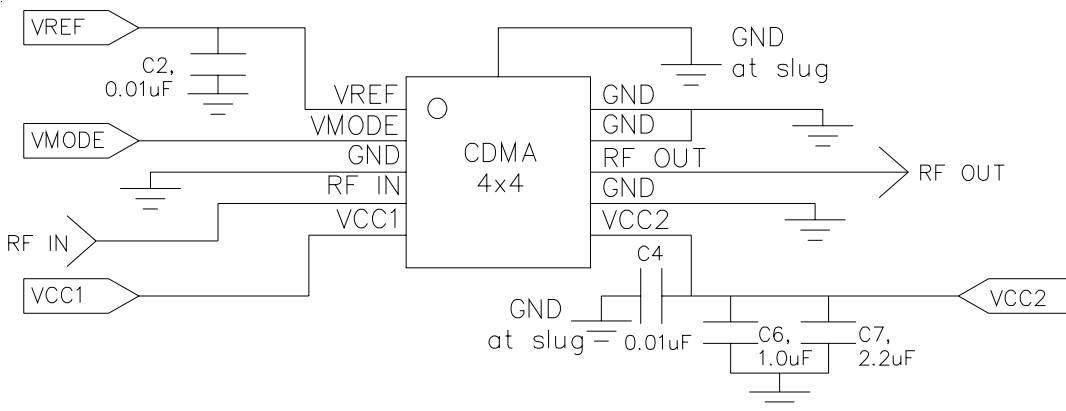 VREF
C2,
0.01uF
GND
at slug
VREF
VMODE
VMODE
GND
RF IN
VCC1
CDMA
4x4
GND
GND
RF OUT
GND
VCC2
RF OUT
RF IN
VCC1
C4
0.01uF
GND
at slug
C6,
1.0uF
C7,
2.2uF
VCC2